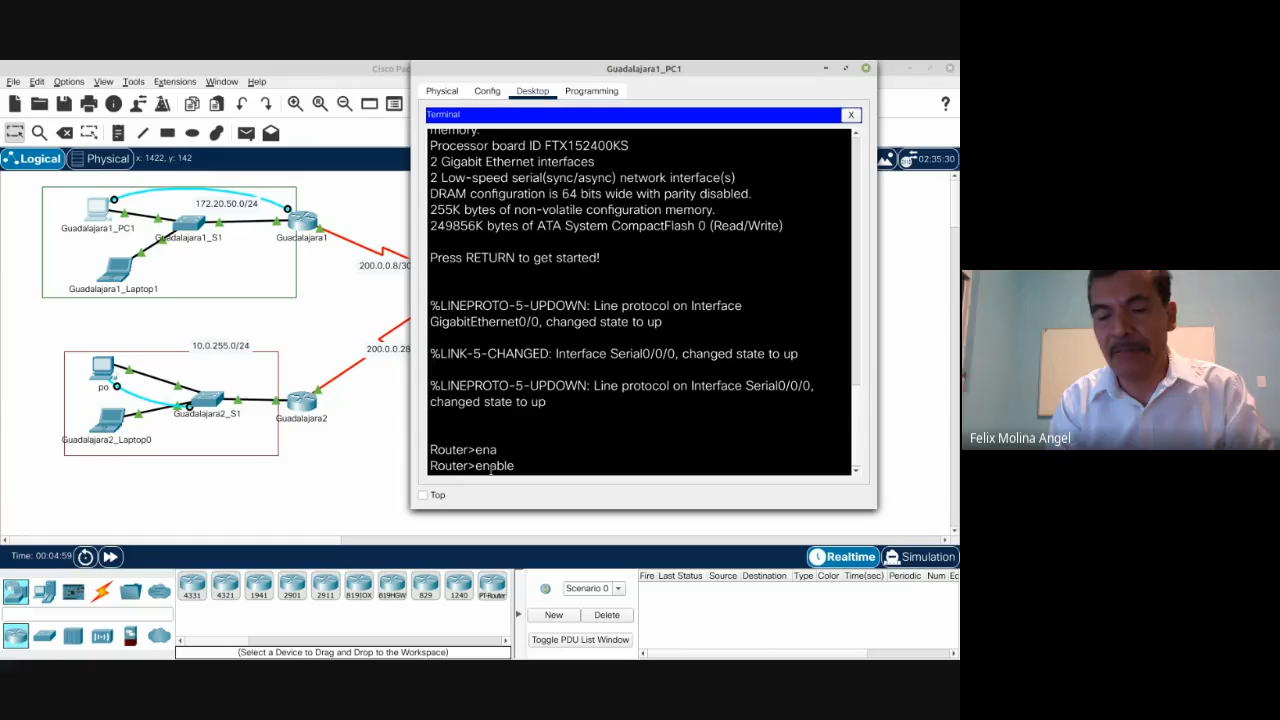 Cisco Pac
Guadalajara1_PC1
File Edit Options View Tools Extensions Window Help
Physical Config Desktop Programming
?
Terminal
X
Logical
Physical
x: 1422, y: 142
02:35:30
memory.
Processor board ID FTX152400KS
2 Gigabit Ethernet interfaces
2 Low-speed serial(sync/async) network interface(s)
DRAM configuration is 64 bits wide with parity disabled.
255K bytes of non-volatile configuration memory.
249856K bytes of ATA System CompactFlash 0 (Read/Write)
Press RETURN to get started!
%LINEPROTO-5-UPDOWN: Line protocol on Interface
GigabitEthernet0/0, changed state to up
%LINK-5-CHANGED: Interface Serial0/0/0, changed state to up
%LINEPROTO-5-UPDOWN: Line protocol on Interface Serial0/0/0,
changed state to up
Router>ena
Router>enable
Top
172.20.50.0/24
Guadalajara1_PC1
Guadalajara1_S1
Guadalajara1
Guadalajara1_Laptop1
200.0.0.8/30
10.0.255.0/24
200.0.0.28
po
Guadalajara2_S1
Guadalajara2
Guadalajara2_Laptop0
Felix Molina Angel
Time: 00:04:59
Realtime
Simulation
4331 4321 1941 2901 2911 819IOX 819HGW 829 1240 PT-Router
Scenario 0
New
Delete
Toggle PDU List Window
Fire Last Status Source Destination Type Color Time(sec) Periodic Num
(Select a Device to Drag and Drop to the Workspace)